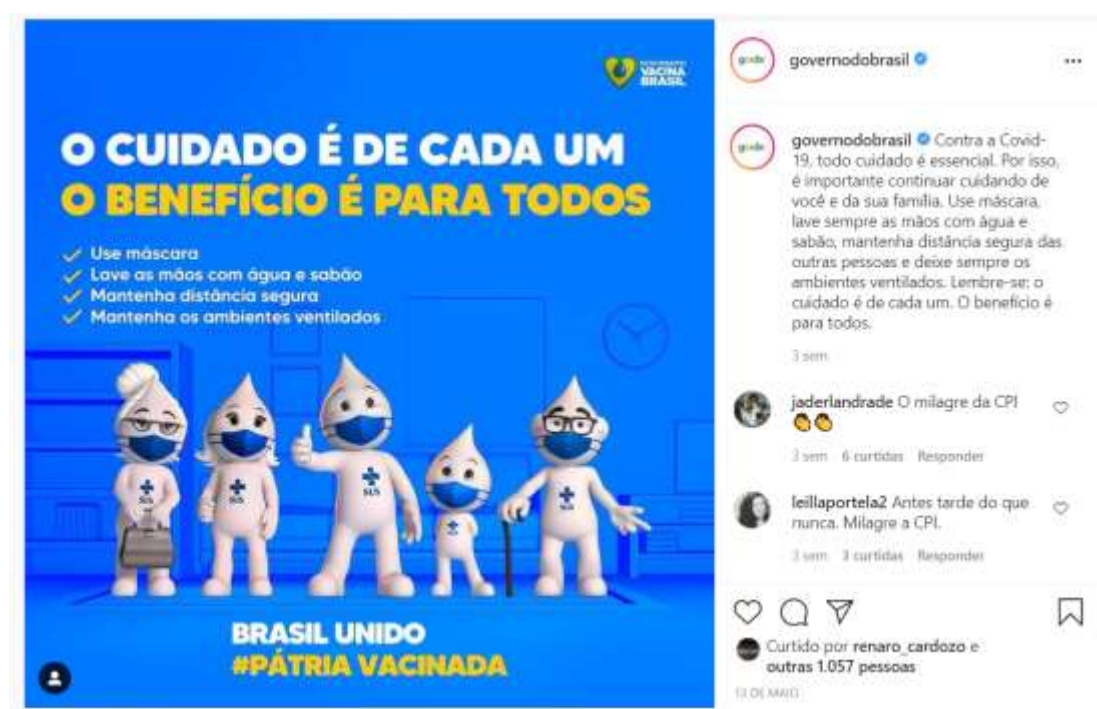 MOVIMENTO
VACINA
BRASIL
O CUIDADO É DE CADA UM
O BENEFÍCIO É PARA TODOS
Use máscara
Lave as mãos com água e sabão
Mantenha distância segura
Mantenha os ambientes ventilados
SUS
SUS
SUS
SUS
SUS
BRASIL UNIDO
#PÁTRIA VACINADA
governodobrasil
governodobrasil Contra a Covid-
19, todo cuidado é essencial. Por isso,
é importante continuar cuidando de
você e da sua família. Use máscara,
lave sempre as mãos com água e
sabão, mantenha distância segura das
outras pessoas e deixe sempre os
ambientes ventilados. Lembre-se: o
cuidado é de cada um. O benefício é
para todos.
3 sem
jaderlandrade O milagre da CPI
👏👏
3 sem 6 curtidas Responder
leillaportela2 Antes tarde do que
nunca. Milagre a CPI.
3 sem 3 curtidas Responder
Curtido por renaro_cardozo e
outras 1.057 pessoas
13 DE MAIO